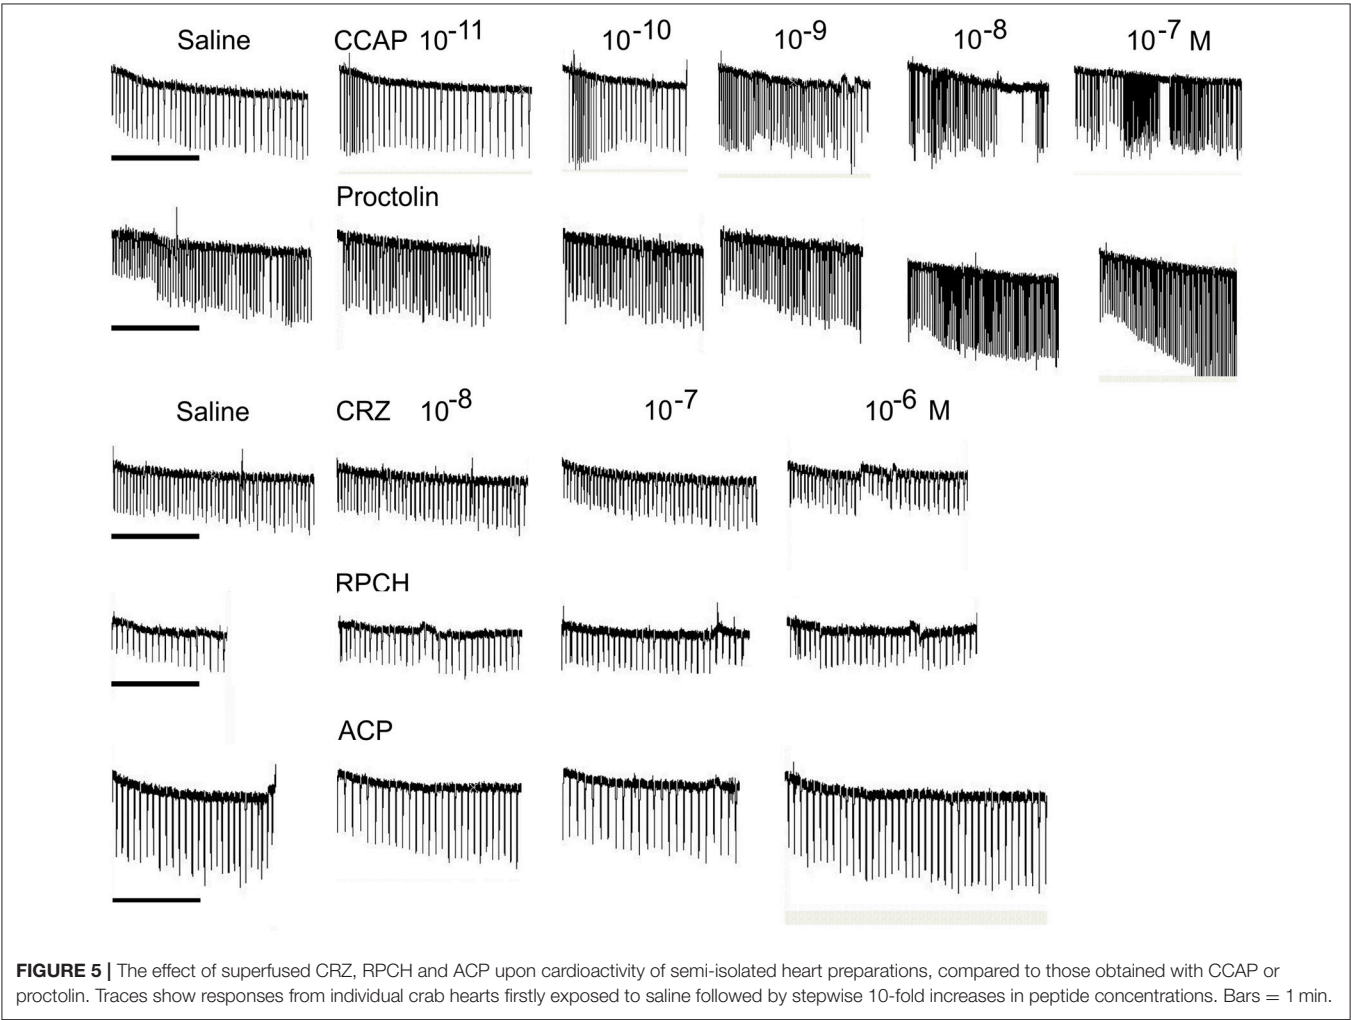 Saline CCAP 10-11 10-10 10-9 10-8 10-7 M
Proctolin
Saline CRZ 10-8 10-7 10-6 M
RPCH
ACP
FIGURE 5 | The effect of superfused CRZ, RPCH and ACP upon cardioactivity of semi-isolated heart preparations, compared to those obtained with CCAP or
proctolin. Traces show responses from individual crab hearts firstly exposed to saline followed by stepwise 10-fold increases in peptide concentrations. Bars = 1 min.